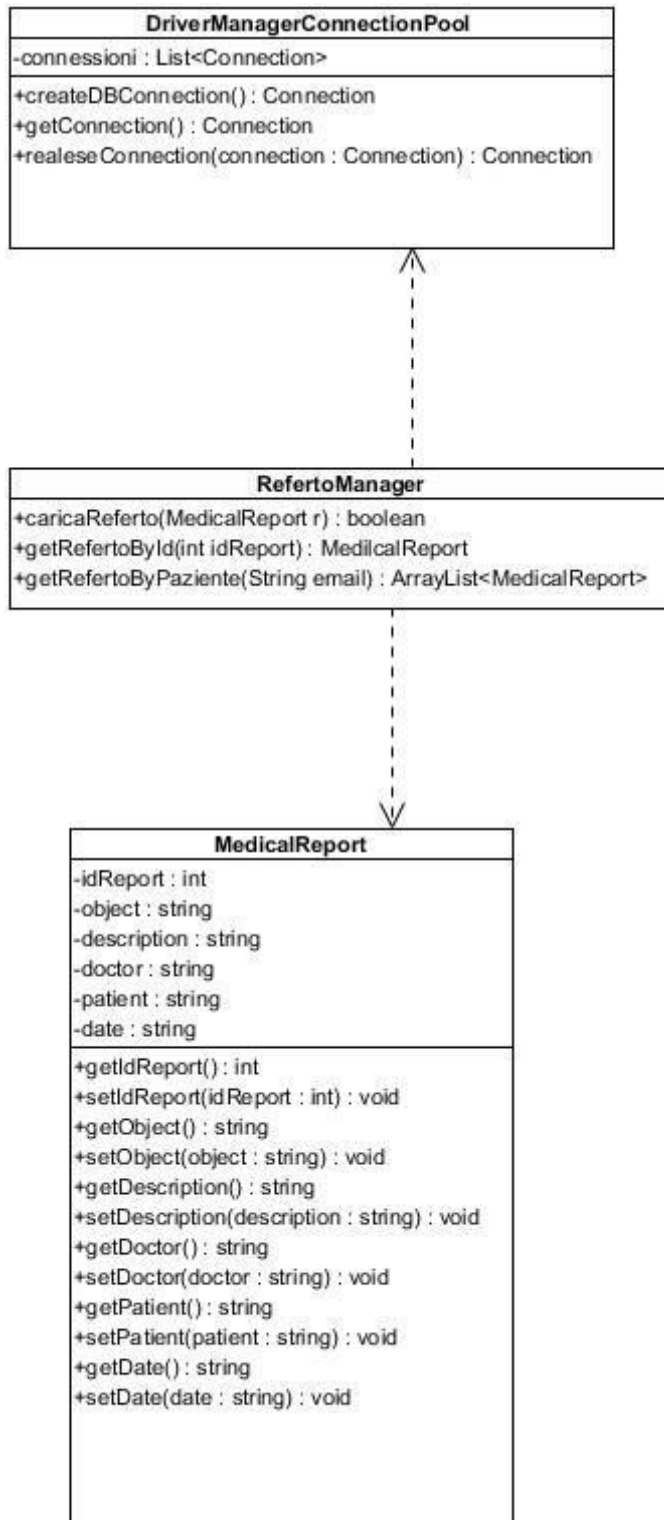 DriverManagerConnectionPool
-connessioni : List<Connection>
+createDBConnection() : Connection
+getConnection() : Connection
+realeseConnection(connection : Connection) : Connection
RefertoManager
+caricaReferto(MedicalReport r) : boolean
+getRefertoById(int idReport) : MedilcalReport
+getRefertoByPaziente(String email) : ArrayList<MedicalReport>
MedicalReport
-idReport : int
-object : string
-description : string
-doctor : string
-patient : string
-date : string
+getIdReport() : int
+setIdReport(idReport : int) : void
+getObject() : string
+setObject(object : string) : void
+getDescription() : string
+setDescription(description : string) : void
+getDoctor() : string
+setDoctor(doctor : string) : void
+getPatient() : string
+setPatient(patient : string) : void
+getDate() : string
+setDate(date : string) : void